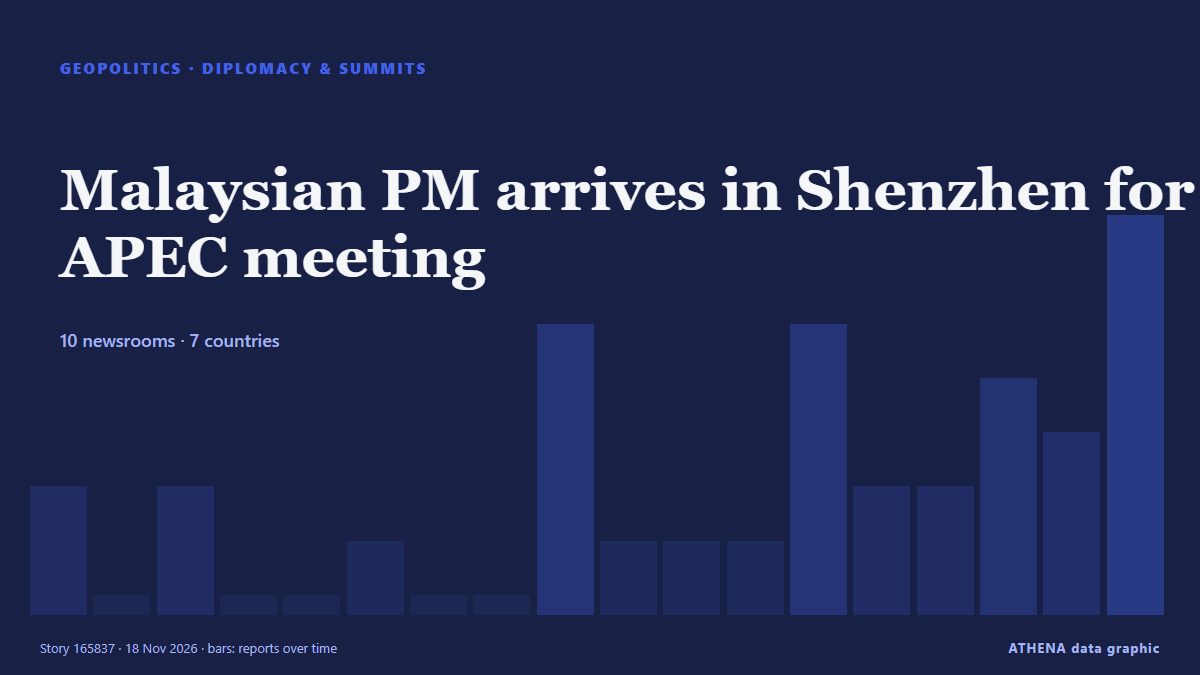 GEOPOLITICS · DIPLOMACY & SUMMITS
Malaysian PM arrives in Shenzhen for
APEC meeting
10 newsrooms · 7 countries
Story 165837 · 18 Nov 2026 · bars: reports over time
ATHENA data graphic